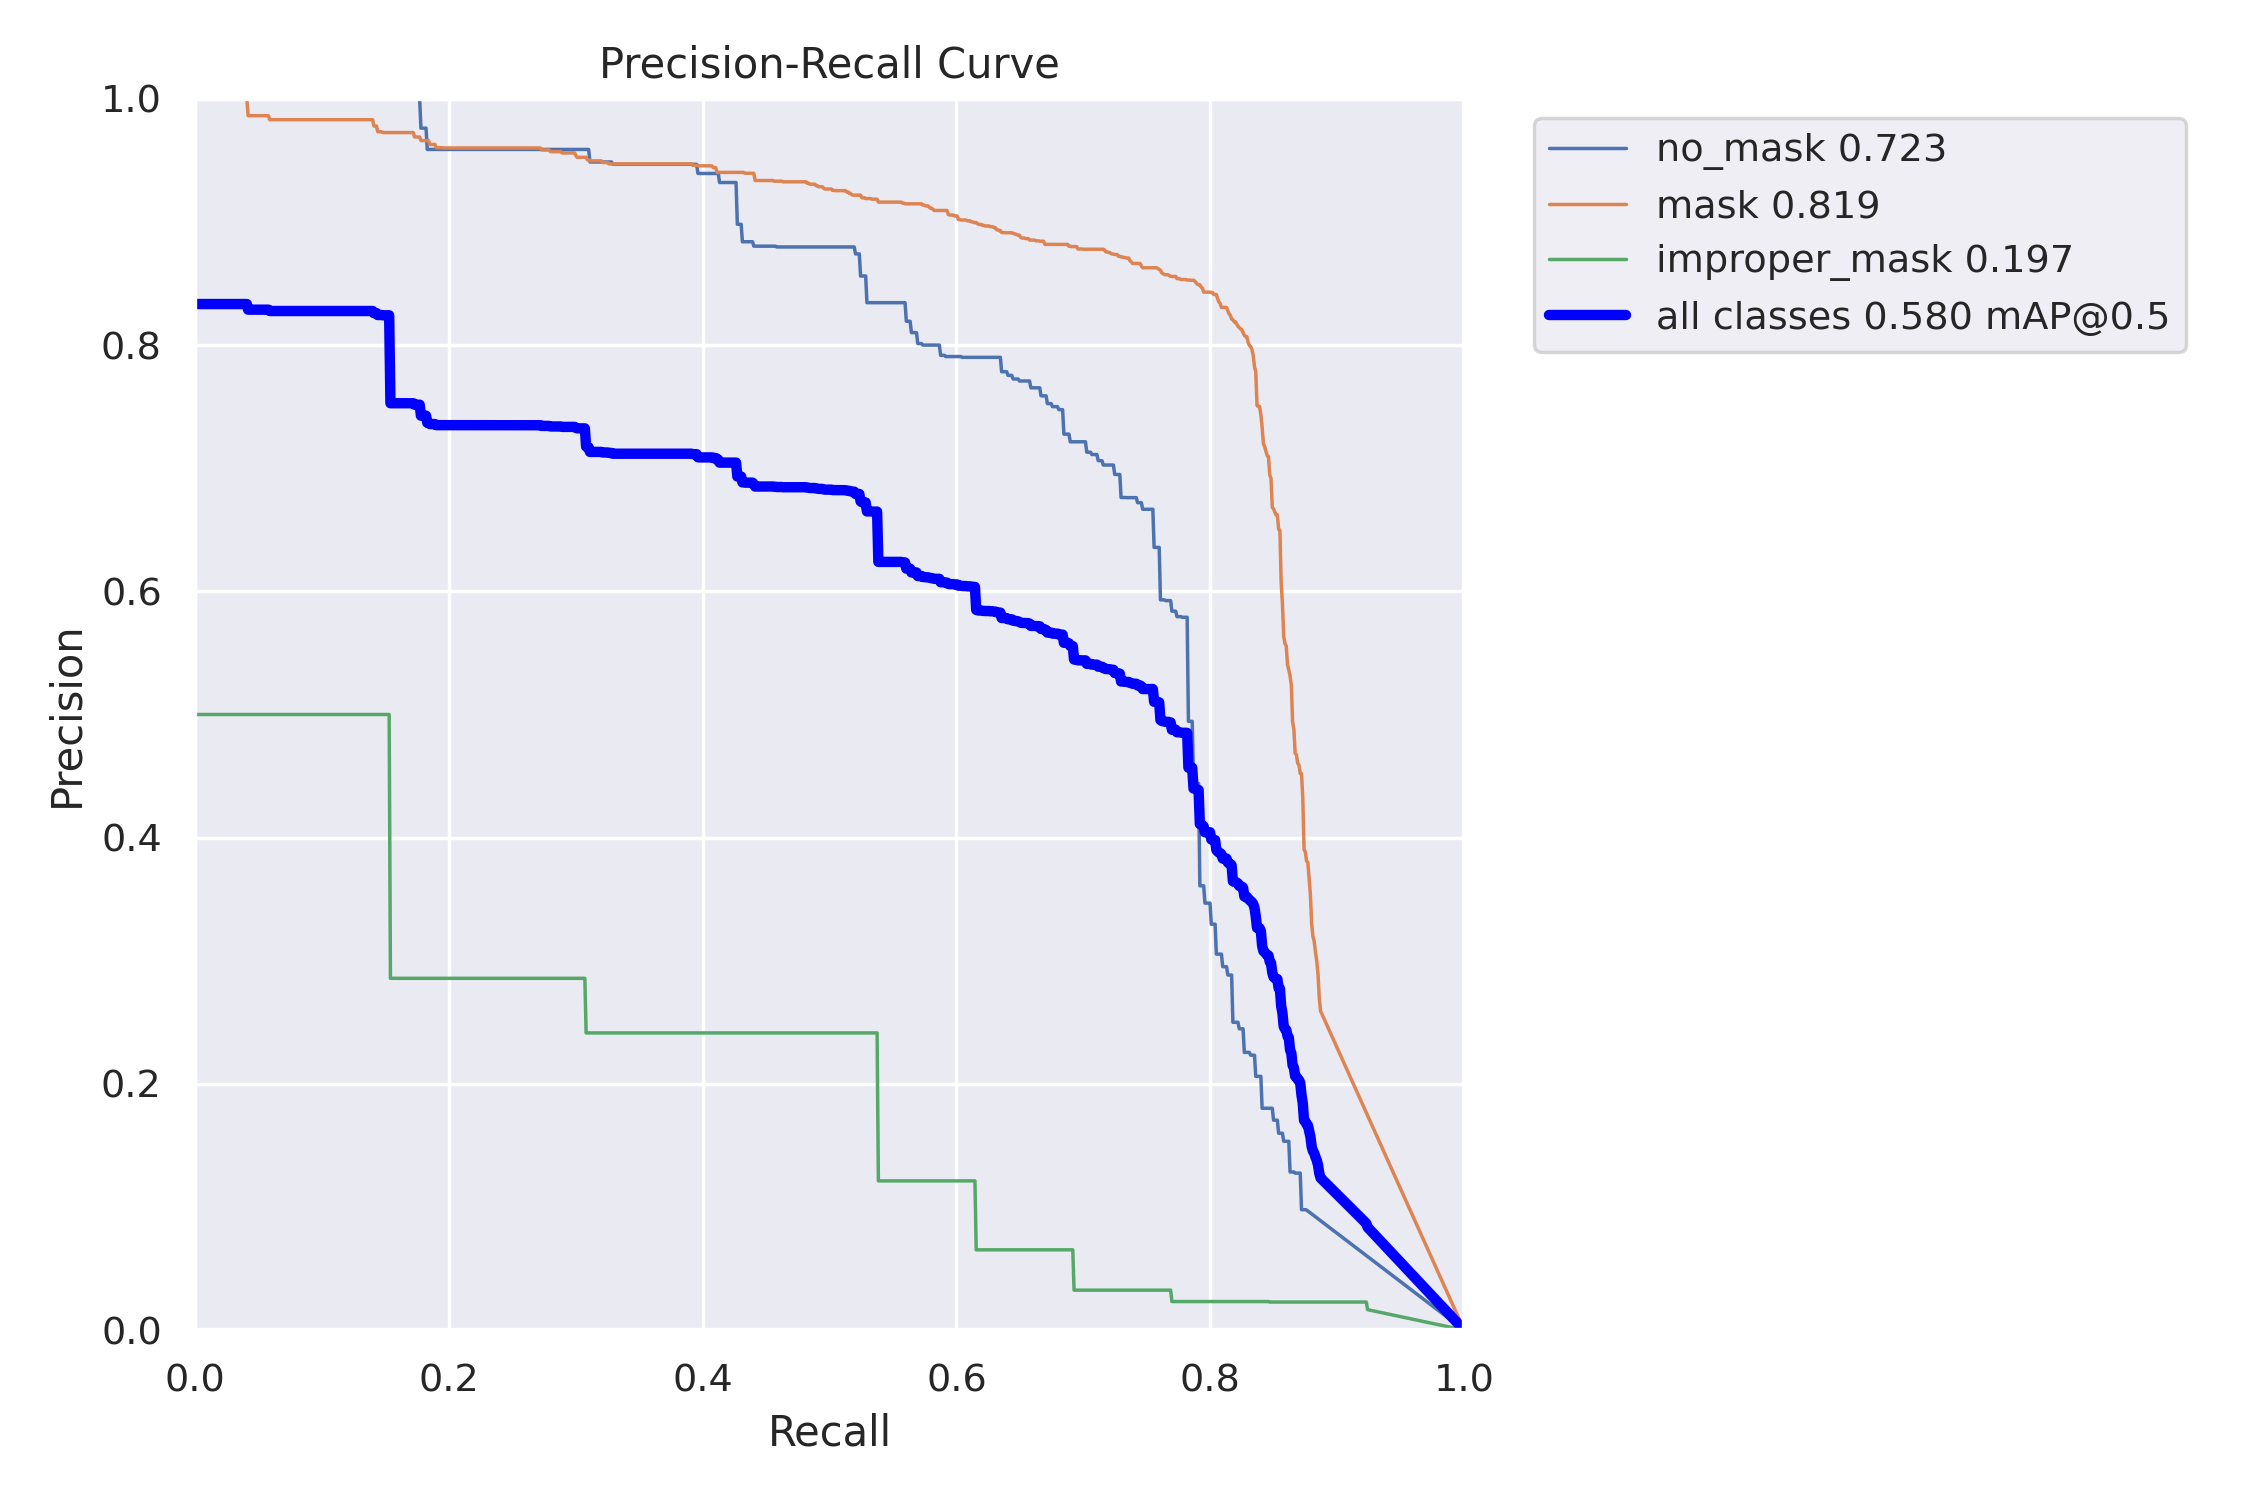 Precision-Recall Curve
1.0
0.8
0.6
0.4
0.2
0.0
Precision
0.0 0.2 0.4 0.6 0.8 1.0
Recall
no_mask 0.723
mask 0.819
improper_mask 0.197
all classes 0.580 mAP@0.5